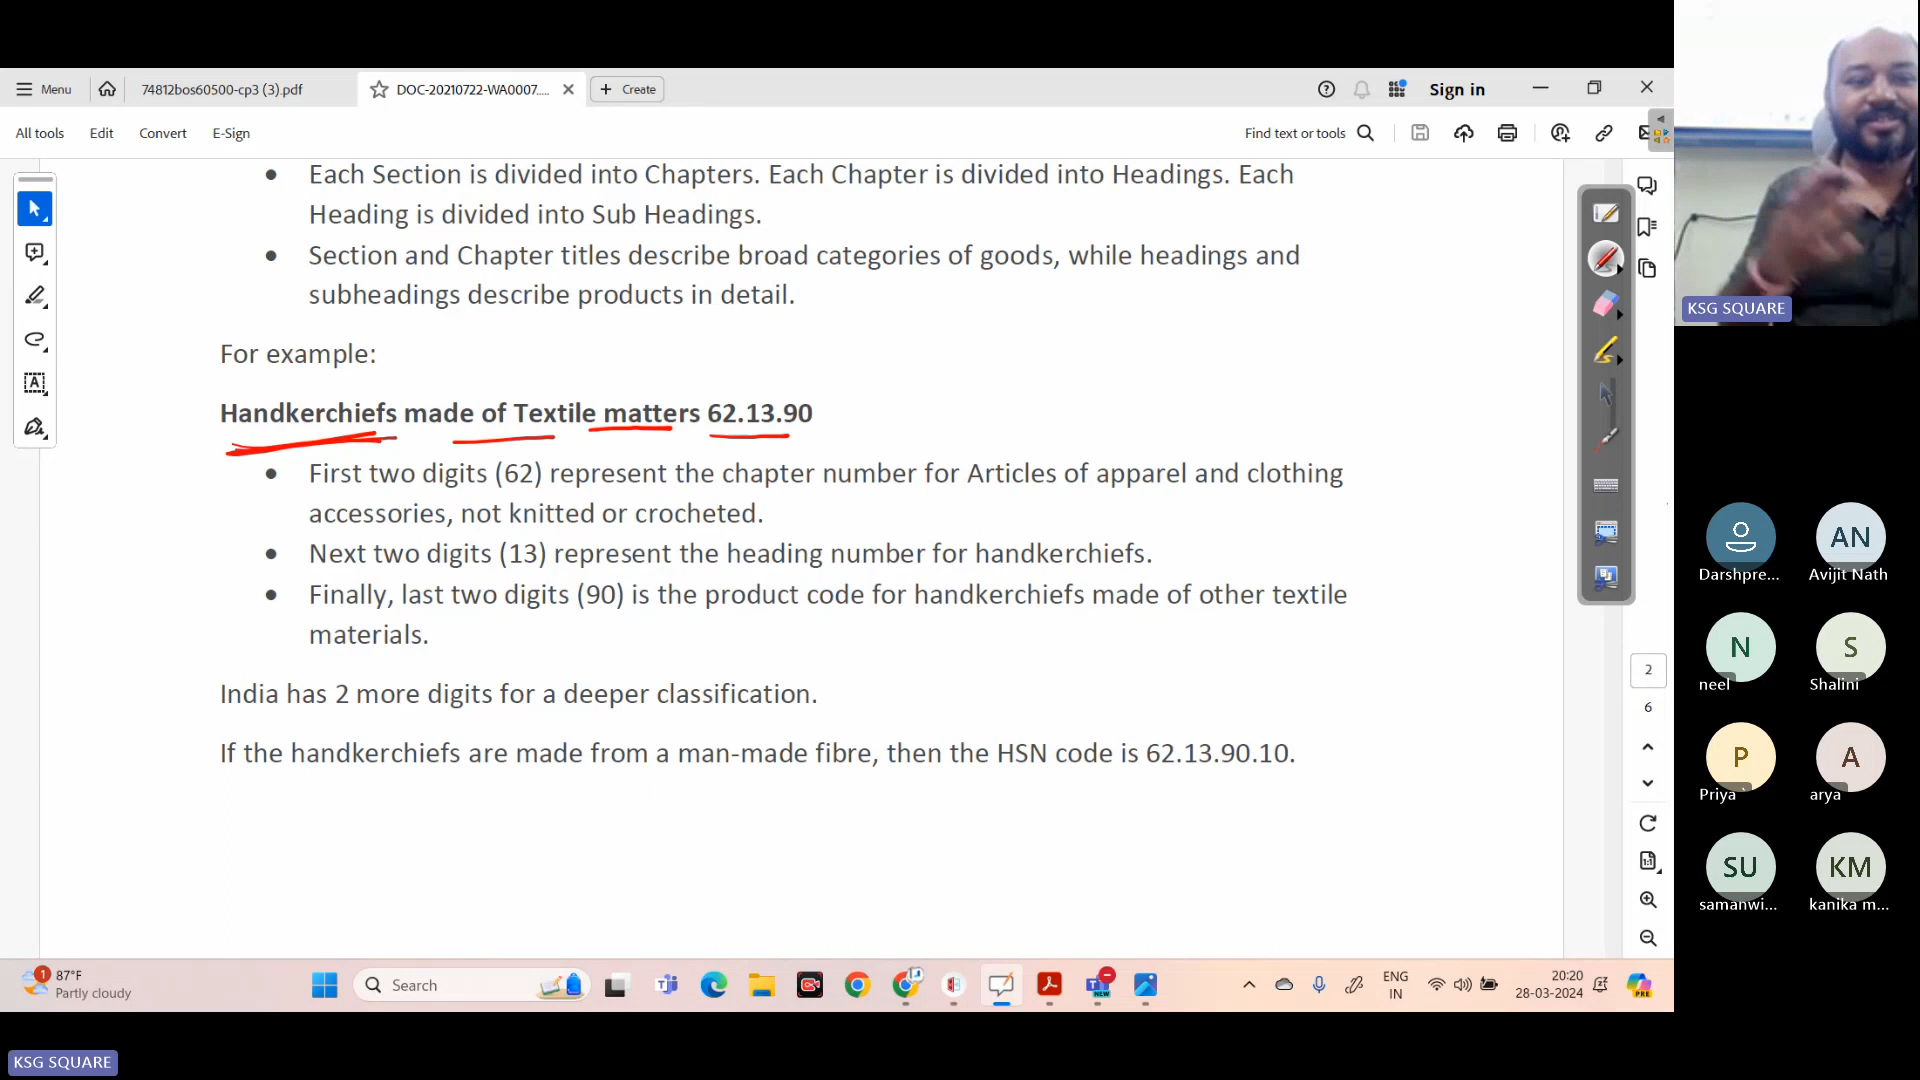 Menu
74812bos60500-cp3 (3).pdf
DOC-20210722-WA0007....
Create
Sign in
All tools
Edit
Convert
E-Sign
Find text or tools
• Each Section is divided into Chapters. Each Chapter is divided into Headings. Each
Heading is divided into Sub Headings.
• Section and Chapter titles describe broad categories of goods, while headings and
subheadings describe products in detail.
For example:
Handkerchiefs made of Textile matters 62.13.90
• First two digits (62) represent the chapter number for Articles of apparel and clothing
accessories, not knitted or crocheted.
• Next two digits (13) represent the heading number for handkerchiefs.
• Finally, last two digits (90) is the product code for handkerchiefs made of other textile
materials.
India has 2 more digits for a deeper classification.
If the handkerchiefs are made from a man-made fibre, then the HSN code is 62.13.90.10.
2
6
KSG SQUARE
AN
Darshpre...
Avijit Nath
N
S
neel
Shalini
P
A
Priya
arya
SU
KM
samanwi...
kanika m...
1
87°F
Partly cloudy
Search
NEW
ENG
IN
20:20
28-03-2024
PRE
KSG SQUARE